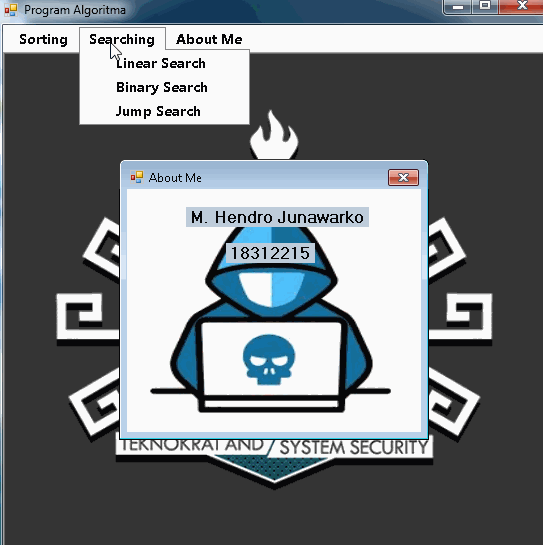 Program Algoritma
Sorting Searching About Me
Linear Search
Binary Search
Jump Search
About Me
M. Hendro Junawarko
18312215
TEKNOKRAT AND SYSTEM SECURITY